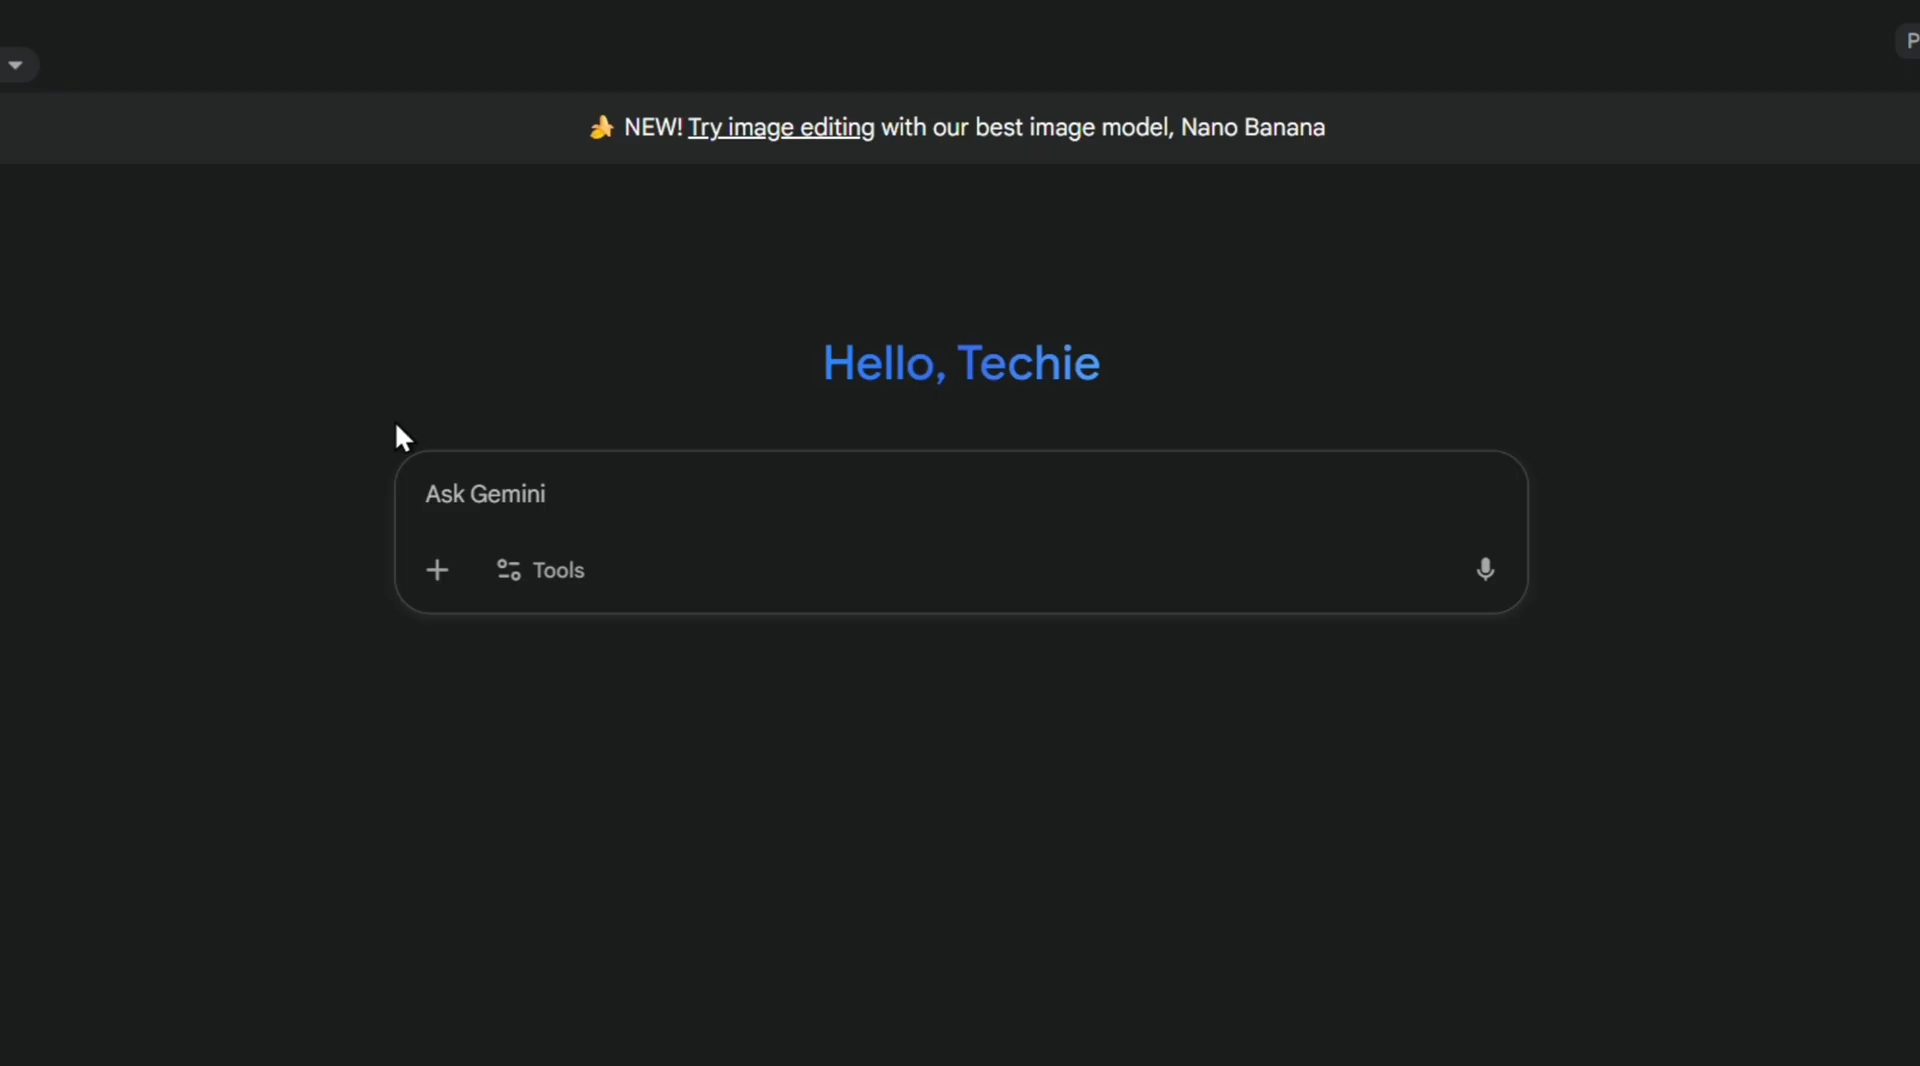 P
🍌 NEW! Try image editing with our best image model, Nano Banana
Hello, Techie
Ask Gemini
Tools